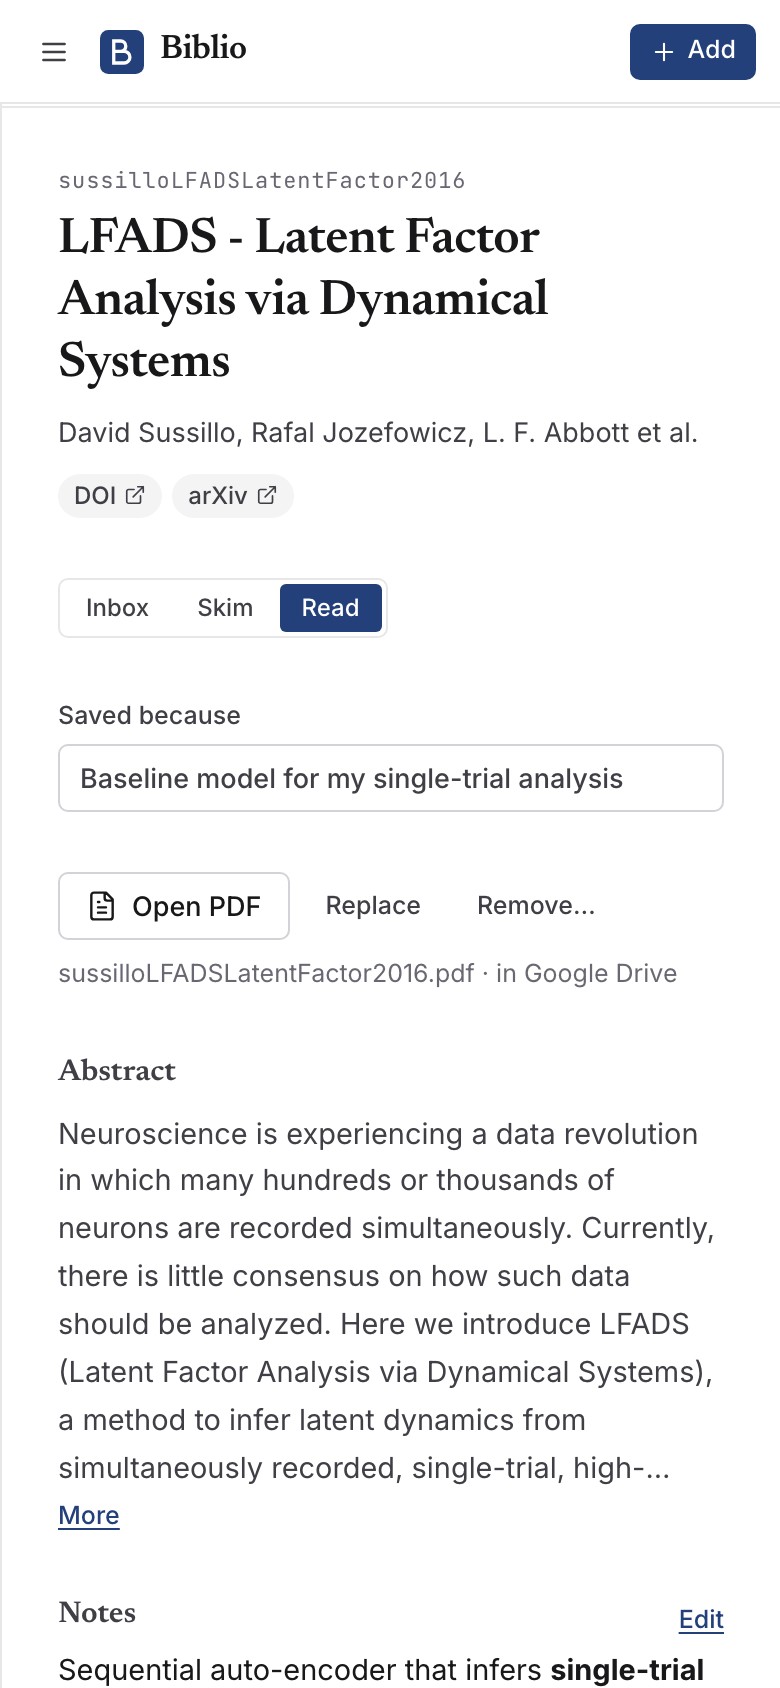 B Biblio
+ Add
sussilloLFADSLatentFactor2016
LFADS - Latent Factor
Analysis via Dynamical
Systems
David Sussillo, Rafal Jozefowicz, L. F. Abbott et al.
DOI arXiv
Inbox Skim Read
Saved because
Baseline model for my single-trial analysis
Open PDF Replace Remove...
sussilloLFADSLatentFactor2016.pdf · in Google Drive
Abstract
Neuroscience is experiencing a data revolution
in which many hundreds or thousands of
neurons are recorded simultaneously. Currently,
there is little consensus on how such data
should be analyzed. Here we introduce LFADS
(Latent Factor Analysis via Dynamical Systems),
a method to infer latent dynamics from
simultaneously recorded, single-trial, high-...
More
Notes Edit
Sequential auto-encoder that infers single-trial